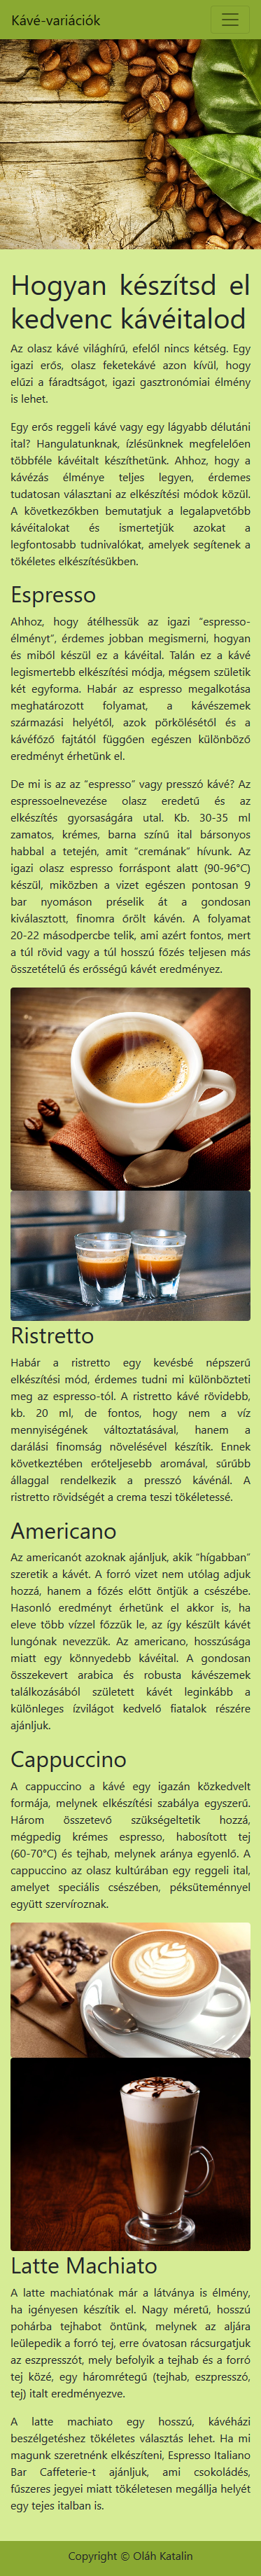 Kávé-variációk
Hogyan készítsd el
kedvenc kávéitalod
Az olasz kávé világhírű, efelől nincs kétség. Egy
igazi erős, olasz feketekávé azon kívül, hogy
elűzi a fáradtságot, igazi gasztronómiai élmény
is lehet.
Egy erős reggeli kávé vagy egy lágyabb délutáni
ital? Hangulatunknak, ízlésünknek megfelelően
többféle kávéitalt készíthetünk. Ahhoz, hogy a
kávézás élménye teljes legyen, érdemes
tudatosan választani az elkészítési módok közül.
A következőkben bemutatjuk a legalapvetőbb
kávéitalokat és ismertetjük azokat a
legfontosabb tudnivalókat, amelyek segítenek a
tökéletes elkészítésükben.
Espresso
Ahhoz, hogy átélhessük az igazi “espresso-
élményt”, érdemes jobban megismerni, hogyan
és miből készül ez a kávéital. Talán ez a kávé
legismertebb elkészítési módja, mégsem születik
két egyforma. Habár az espresso megalkotása
meghatározott folyamat, a kávészemek
származási helyétől, azok pörkölésétől és a
kávéfőző fajtától függően egészen különböző
eredményt érhetünk el.
De mi is az az “espresso” vagy presszó kávé? Az
espressoelnevezése olasz eredetű és az
elkészítés gyorsaságára utal. Kb. 30-35 ml
zamatos, krémes, barna színű ital bársonyos
habbal a tetején, amit “cremának” hívunk. Az
igazi olasz espresso forráspont alatt (90-96°C)
készül, miközben a vizet egészen pontosan 9
bar nyomáson préselik át a gondosan
kiválasztott, finomra őrölt kávén. A folyamat
20-22 másodpercbe telik, ami azért fontos, mert
a túl rövid vagy a túl hosszú főzés teljesen más
összetételű és erősségű kávét eredményez.
Ristretto
Habár a ristretto egy kevésbé népszerű
elkészítési mód, érdemes tudni mi különbözteti
meg az espresso-tól. A ristretto kávé rövidebb,
kb. 20 ml, de fontos, hogy nem a víz
mennyiségének változtatásával, hanem a
darálási finomság növelésével készítik. Ennek
következtében erőteljesebb aromával, sűrűbb
állaggal rendelkezik a presszó kávénál. A
ristretto rövidségét a crema teszi tökéletessé.
Americano
Az americanót azoknak ajánljuk, akik “hígabban”
szeretik a kávét. A forró vizet nem utólag adjuk
hozzá, hanem a főzés előtt öntjük a csészébe.
Hasonló eredményt érhetünk el akkor is, ha
eleve több vízzel főzzük le, az így készült kávét
lungónak nevezzük. Az americano, hosszúsága
miatt egy könnyedebb kávéital. A gondosan
összekevert arabica és robusta kávészemek
találkozásából született kávét leginkább a
különleges ízvilágot kedvelő fiatalok részére
ajánljuk.
Cappuccino
A cappuccino a kávé egy igazán közkedvelt
formája, melynek elkészítési szabálya egyszerű.
Három összetevő szükségeltetik hozzá,
mégpedig krémes espresso, habosított tej
(60-70°C) és tejhab, melynek aránya egyenlő. A
cappuccino az olasz kultúrában egy reggeli ital,
amelyet speciális csészében, péksüteménnyel
együtt szervíroznak.
Latte Machiato
A latte machiatónak már a látványa is élmény,
ha igényesen készítik el. Nagy méretű, hosszú
pohárba tejhabot öntünk, melynek az aljára
leülepedik a forró tej, erre óvatosan rácsurgatjuk
az eszpresszót, mely befolyik a tejhab és a forró
tej közé, egy háromrétegű (tejhab, eszpresszó,
tej) italt eredményezve.
A latte machiato egy hosszú, kávéházi
beszélgetéshez tökéletes választás lehet. Ha mi
magunk szeretnénk elkészíteni, Espresso Italiano
Bar Caffeterie-t ajánljuk, ami csokoládés,
fűszeres jegyei miatt tökéletesen megállja helyét
egy tejes italban is.
Copyright © Oláh Katalin